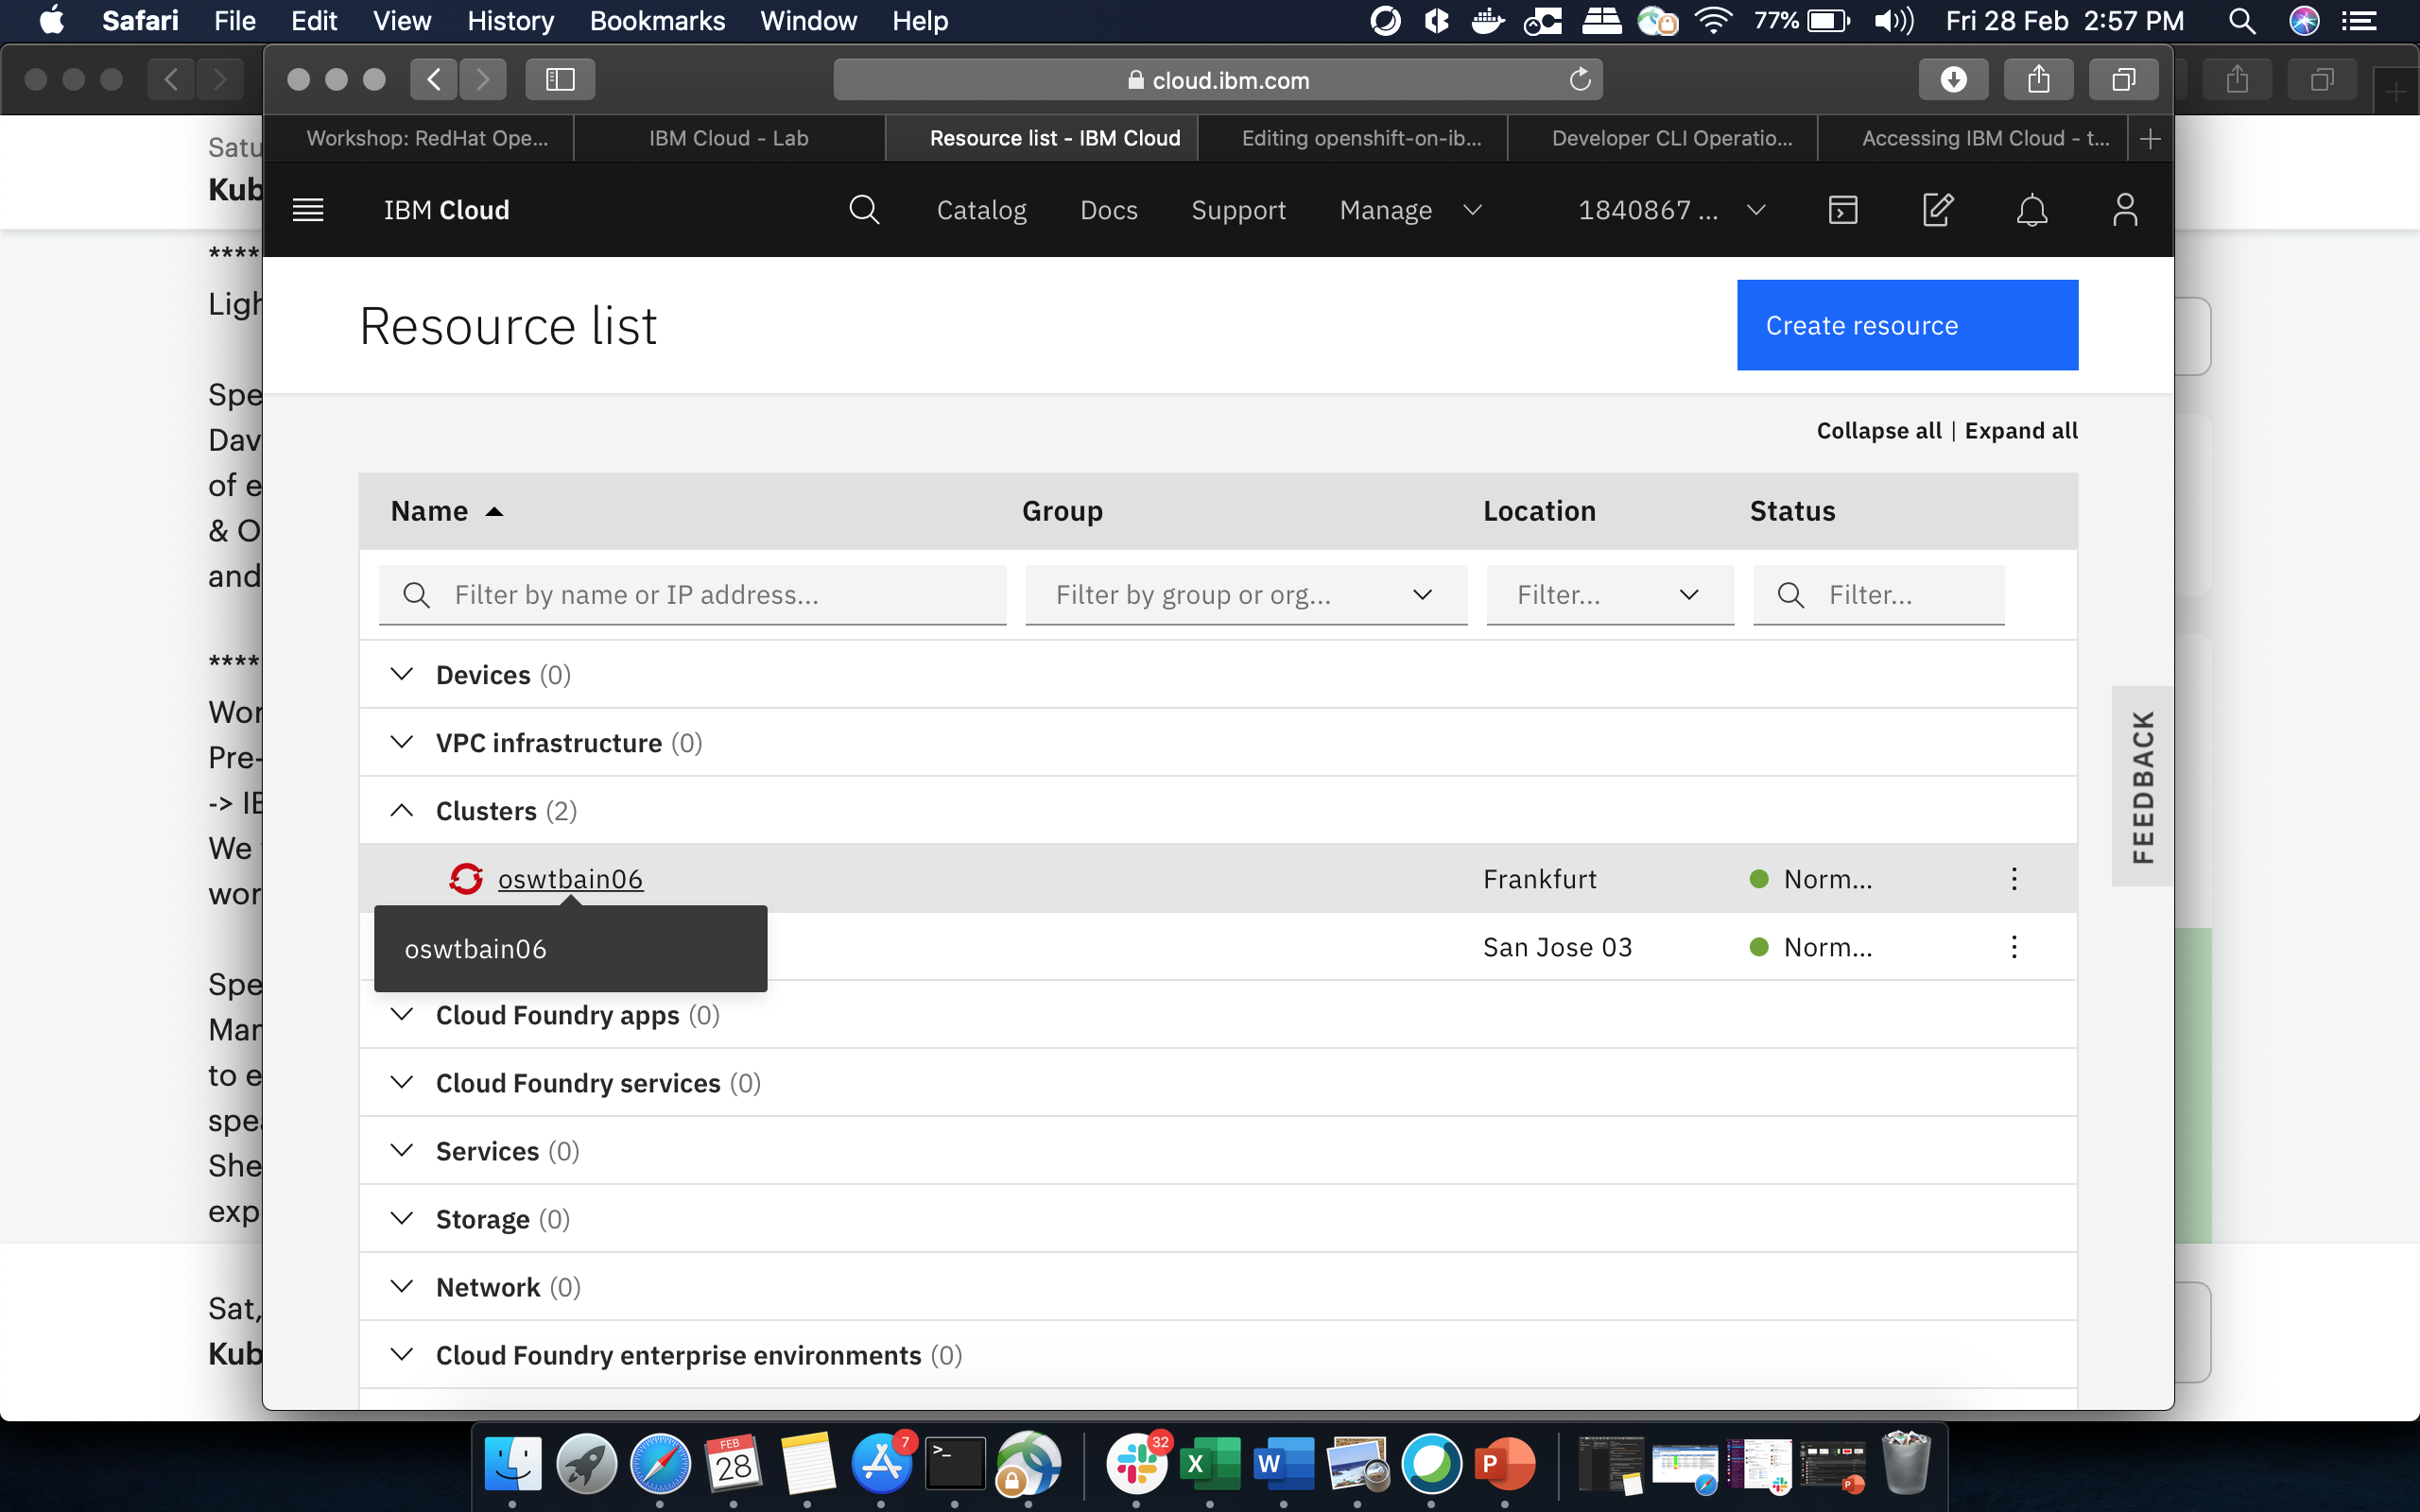 Safari File Edit View History Bookmarks Window Help 77% Fri 28 Feb 2:57 PM
cloud.ibm.com
Workshop: RedHat Ope... IBM Cloud - Lab Resource list - IBM Cloud Editing openshift-on-ib... Developer CLI Operatio... Accessing IBM Cloud - t...
IBM Cloud Catalog Docs Support Manage 1840867 ...
Satu
Kub
****
Ligh
Spe
Dav
of e
& O
and
****
Wor
Pre-
-> IE
We
wor
Spe
Mar
to e
spea
She
exp
Sat,
Kub
Resource list
Create resource
Collapse all | Expand all
Name Group Location Status
Filter by name or IP address... Filter by group or org... Filter... Filter...
Devices (0)
VPC infrastructure (0)
Clusters (2)
oswtbain06 Frankfurt Norm...
oswtbain06 San Jose 03 Norm...
Cloud Foundry apps (0)
Cloud Foundry services (0)
Services (0)
Storage (0)
Network (0)
Cloud Foundry enterprise environments (0)
FEEDBACK
FEB
28
7
>_
32
X
W
P